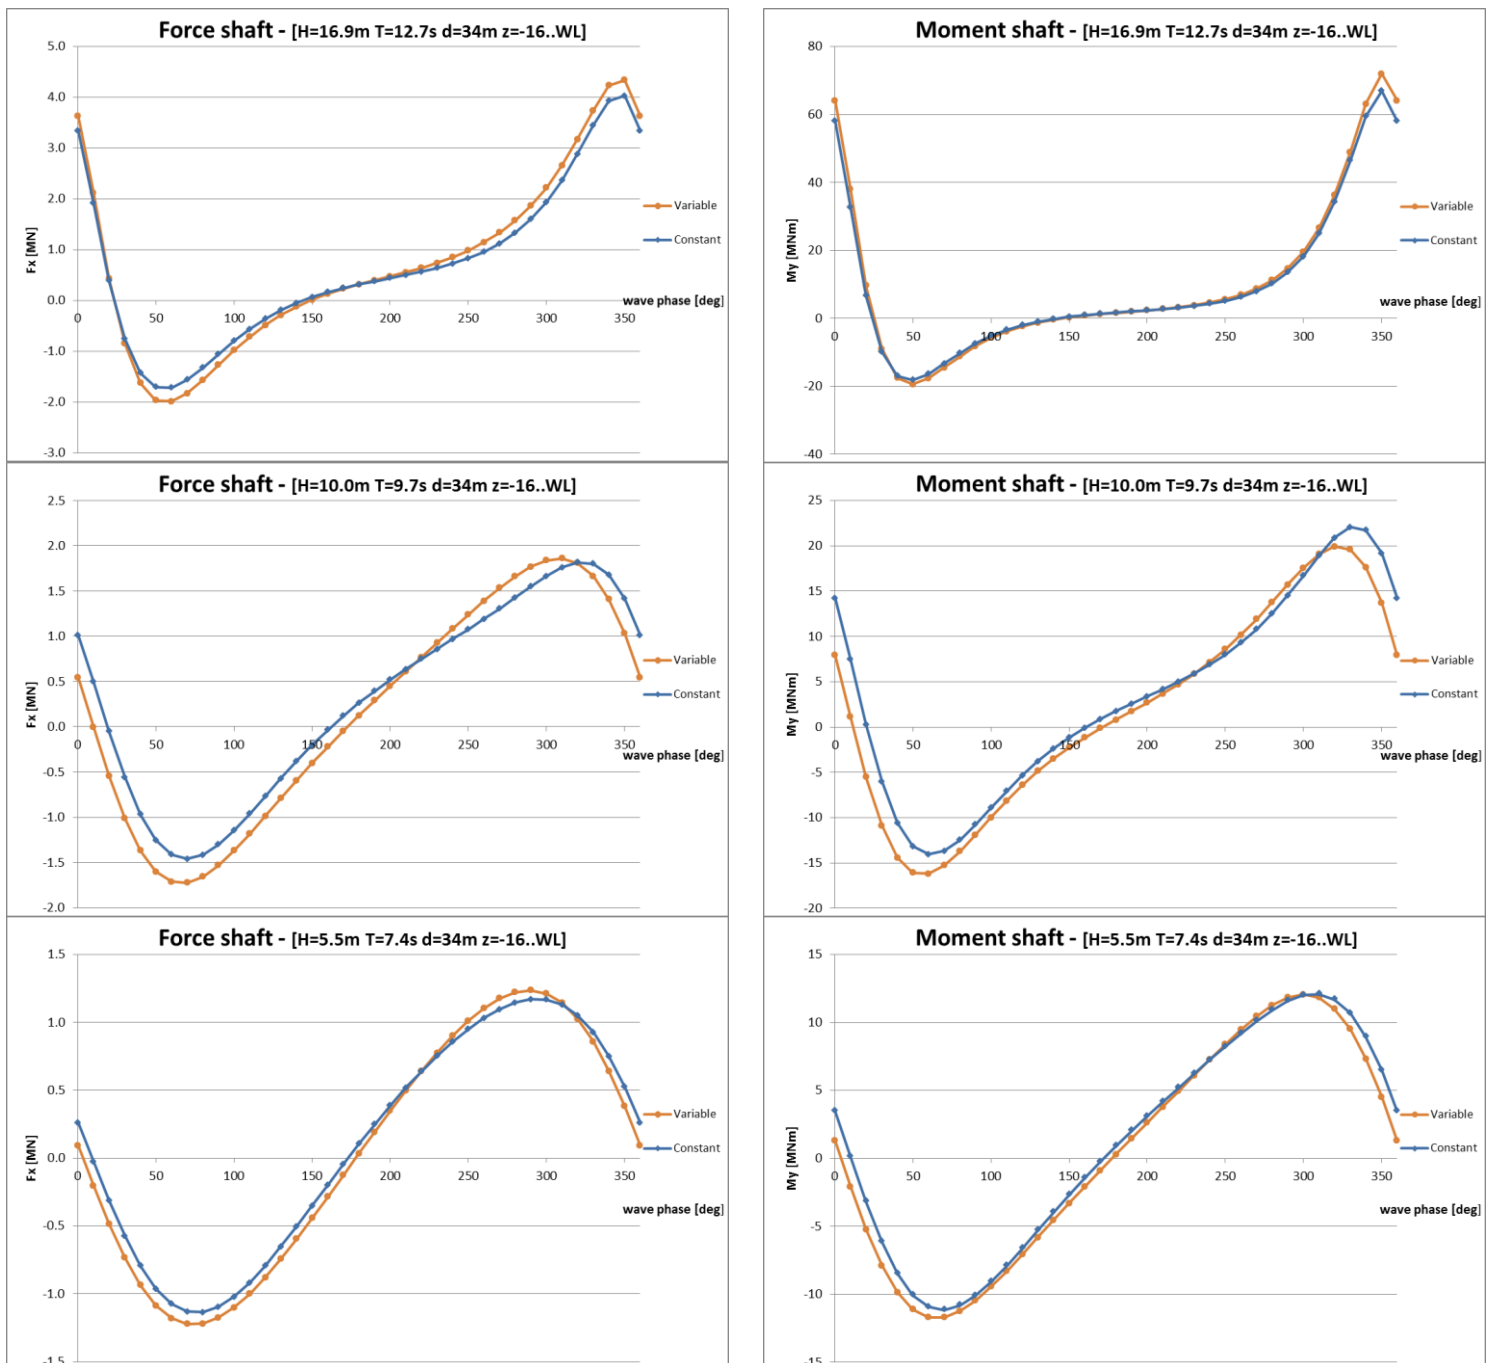 Force shaft - [H=16.9m T=12.7s d=34m z=-16..WL]
5.0
4.0
3.0
2.0
1.0
0.0
-1.0
-2.0
-3.0
Fx [MN]
0 50 100 150 200 250 300 350
wave phase [deg]
Variable
Constant
Moment shaft - [H=16.9m T=12.7s d=34m z=-16..WL]
80
60
40
20
0
-20
-40
My [MNm]
0 50 100 150 200 250 300 350
wave phase [deg]
Variable
Constant
Force shaft - [H=10.0m T=9.7s d=34m z=-16..WL]
2.5
2.0
1.5
1.0
0.5
0.0
-0.5
-1.0
-1.5
-2.0
Fx [MN]
0 50 100 150 200 250 300 350
wave phase [deg]
Variable
Constant
Moment shaft - [H=10.0m T=9.7s d=34m z=-16..WL]
25
20
15
10
5
0
-5
-10
-15
-20
My [MNm]
0 50 100 150 200 250 300 350
wave phase [deg]
Variable
Constant
Force shaft - [H=5.5m T=7.4s d=34m z=-16..WL]
1.5
1.0
0.5
0.0
-0.5
-1.0
-1.5
Fx [MN]
0 50 100 150 200 250 300 350
wave phase [deg]
Variable
Constant
Moment shaft - [H=5.5m T=7.4s d=34m z=-16..WL]
15
10
5
0
-5
-10
-15
My [MNm]
0 50 100 150 200 250 300 350
wave phase [deg]
Variable
Constant